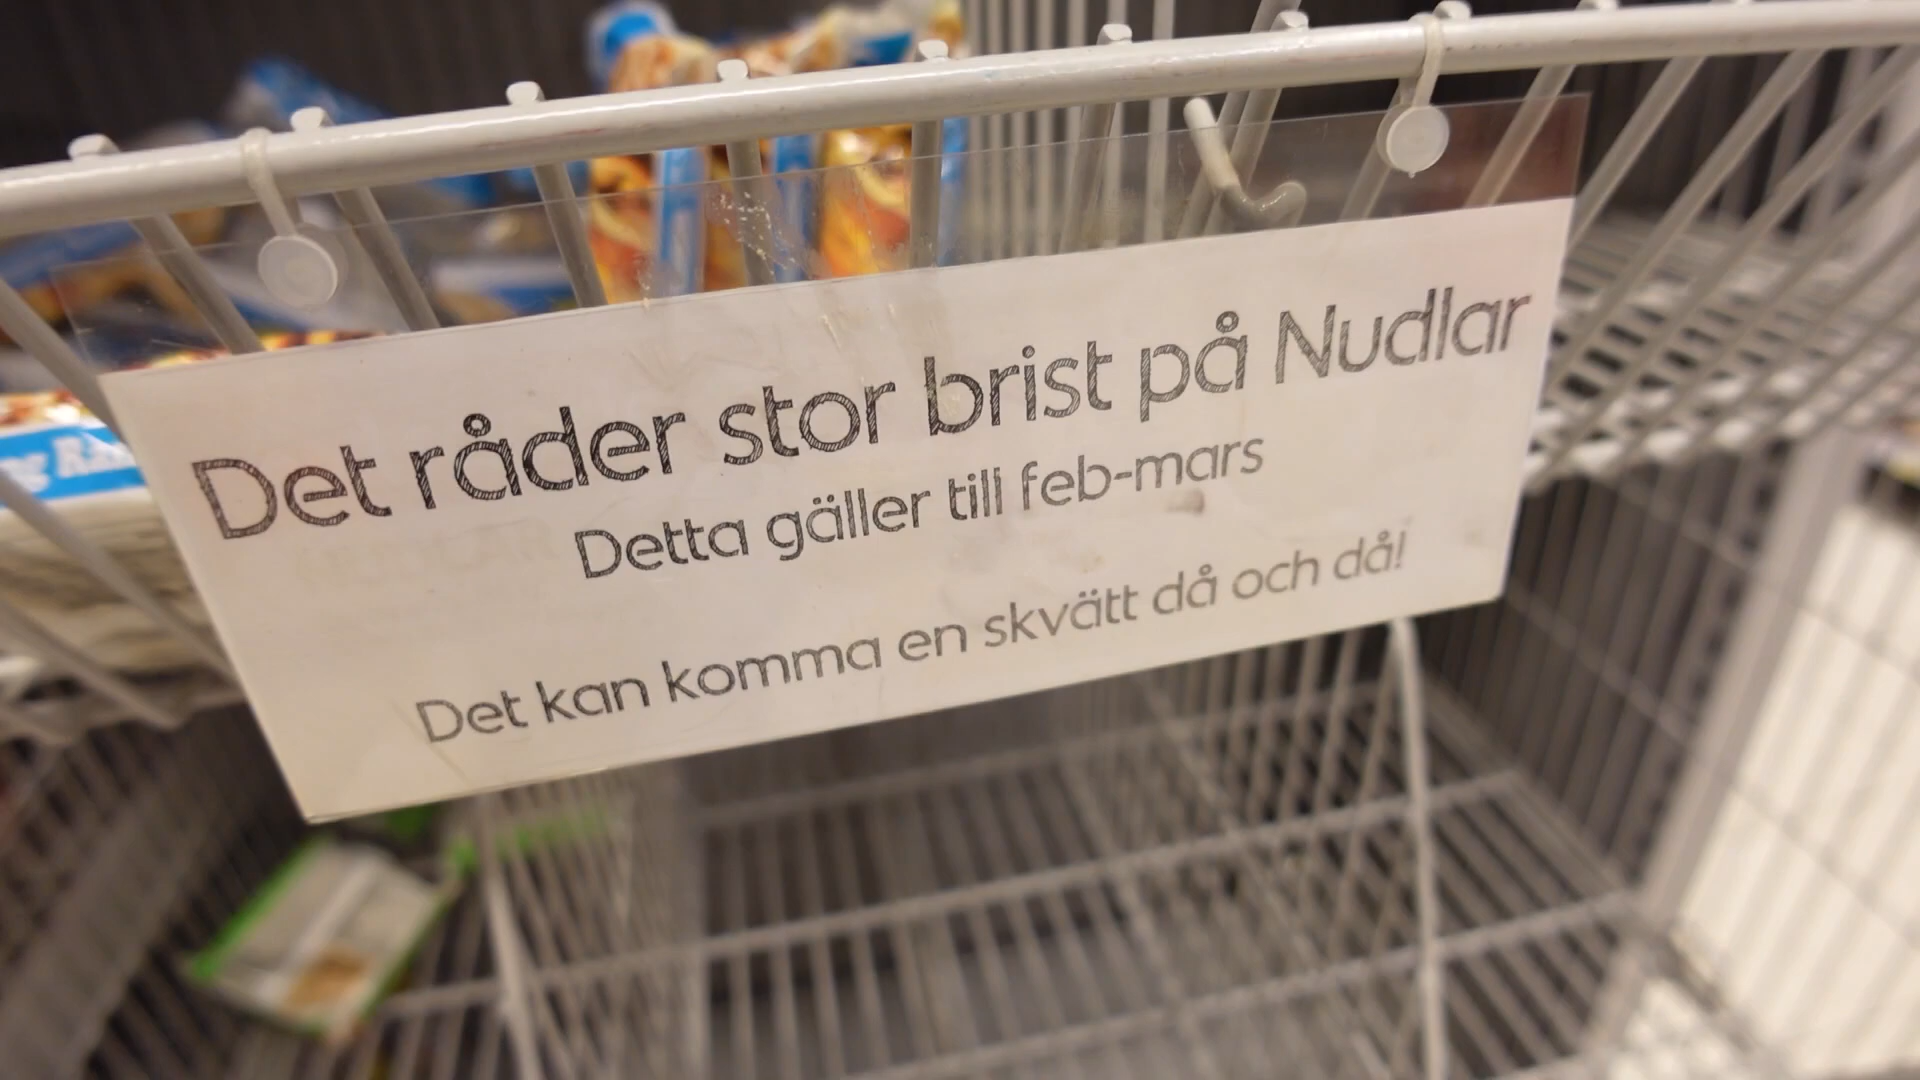 Det råder stor brist på Nudlar
Detta gäller till feb-mars
Det kan komma en skvätt då och då!